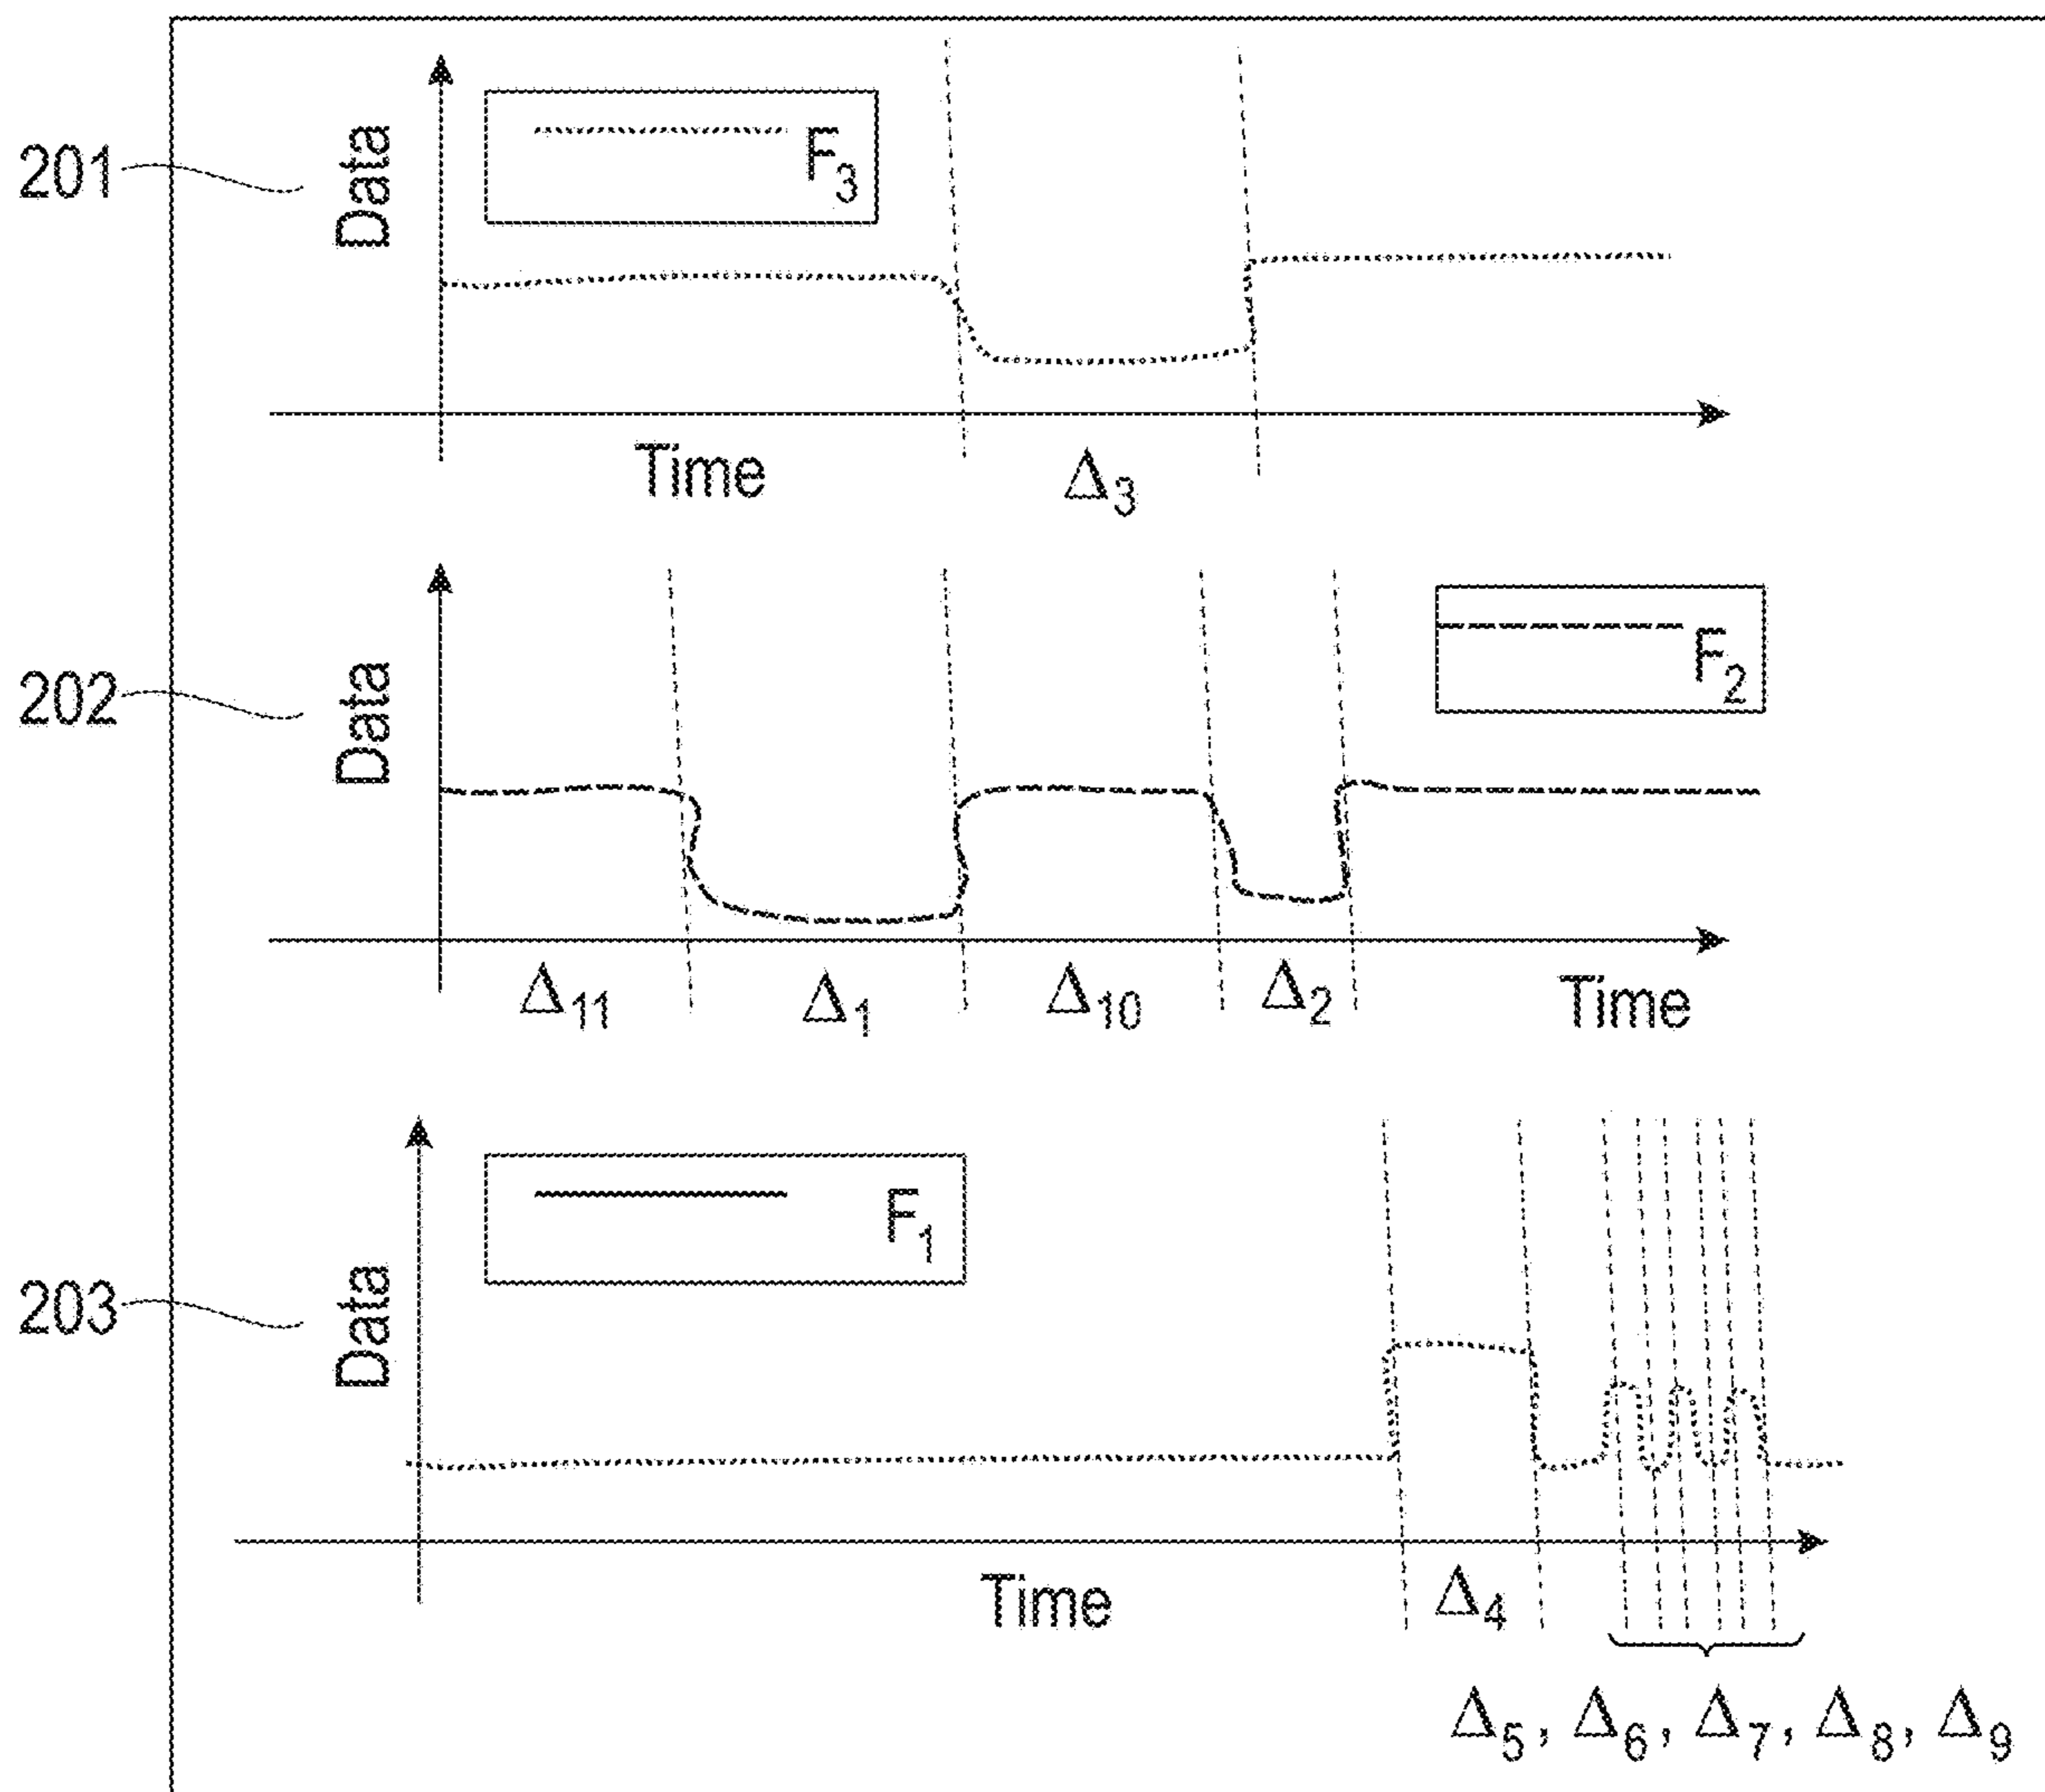 201
Data
F₃
Time
Δ₃
202
Data
F₂
Δ₁₁
Δ₁
Δ₁₀
Δ₂
Time
203
Data
F₁
Time
Δ₄
Δ₅, Δ₆, Δ₇, Δ₈, Δ₉